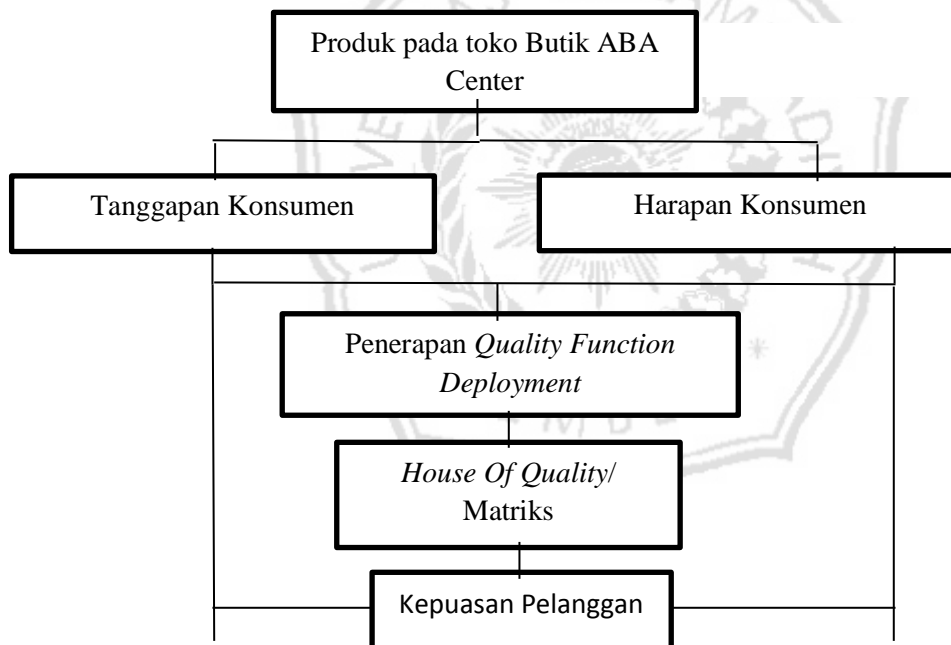 Produk pada toko Butik ABA
Center
Tanggapan Konsumen
Harapan Konsumen
Penerapan Quality Function
Deployment
House Of Quality/
Matriks
Kepuasan Pelanggan